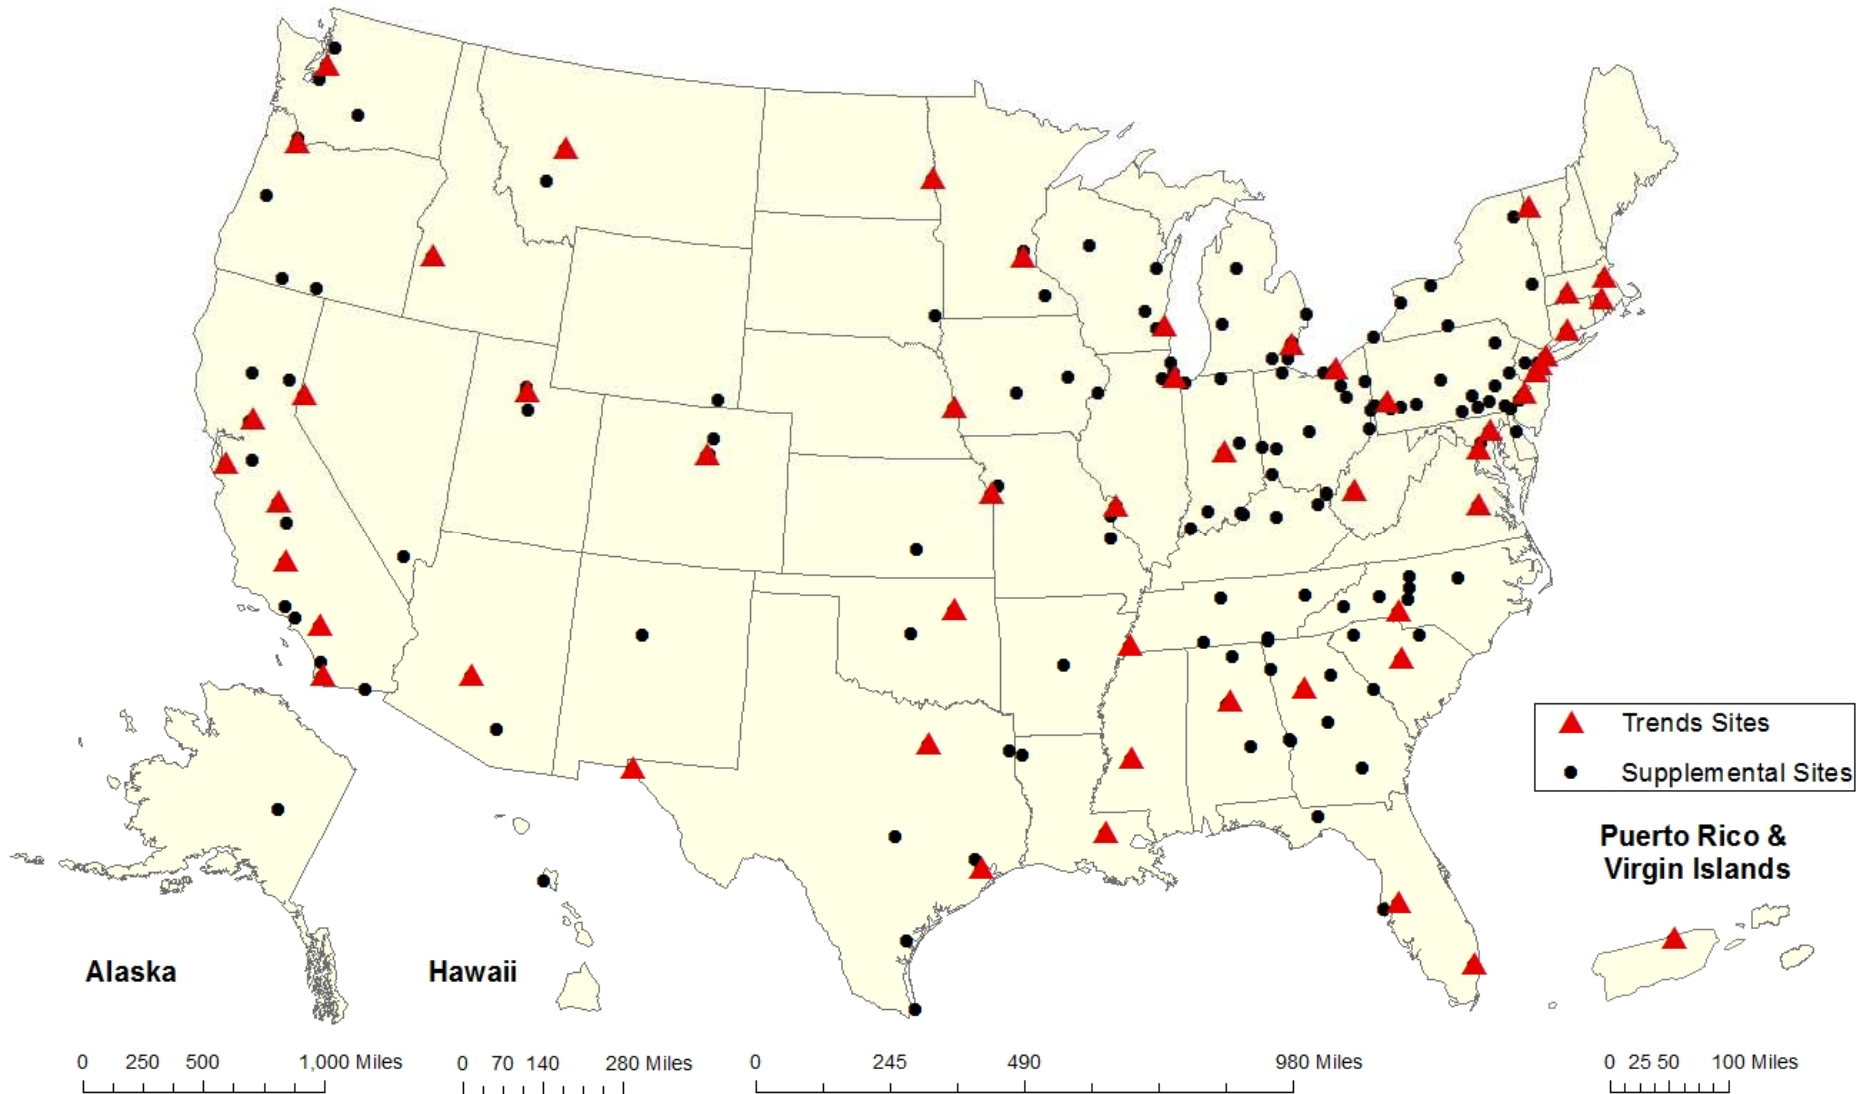 Trends Sites
Supplemental Sites
Puerto Rico &
Virgin Islands
Alaska
Hawaii
0 250 500 1,000 Miles
0 70 140 280 Miles
0 245 490 980 Miles
0 25 50 100 Miles